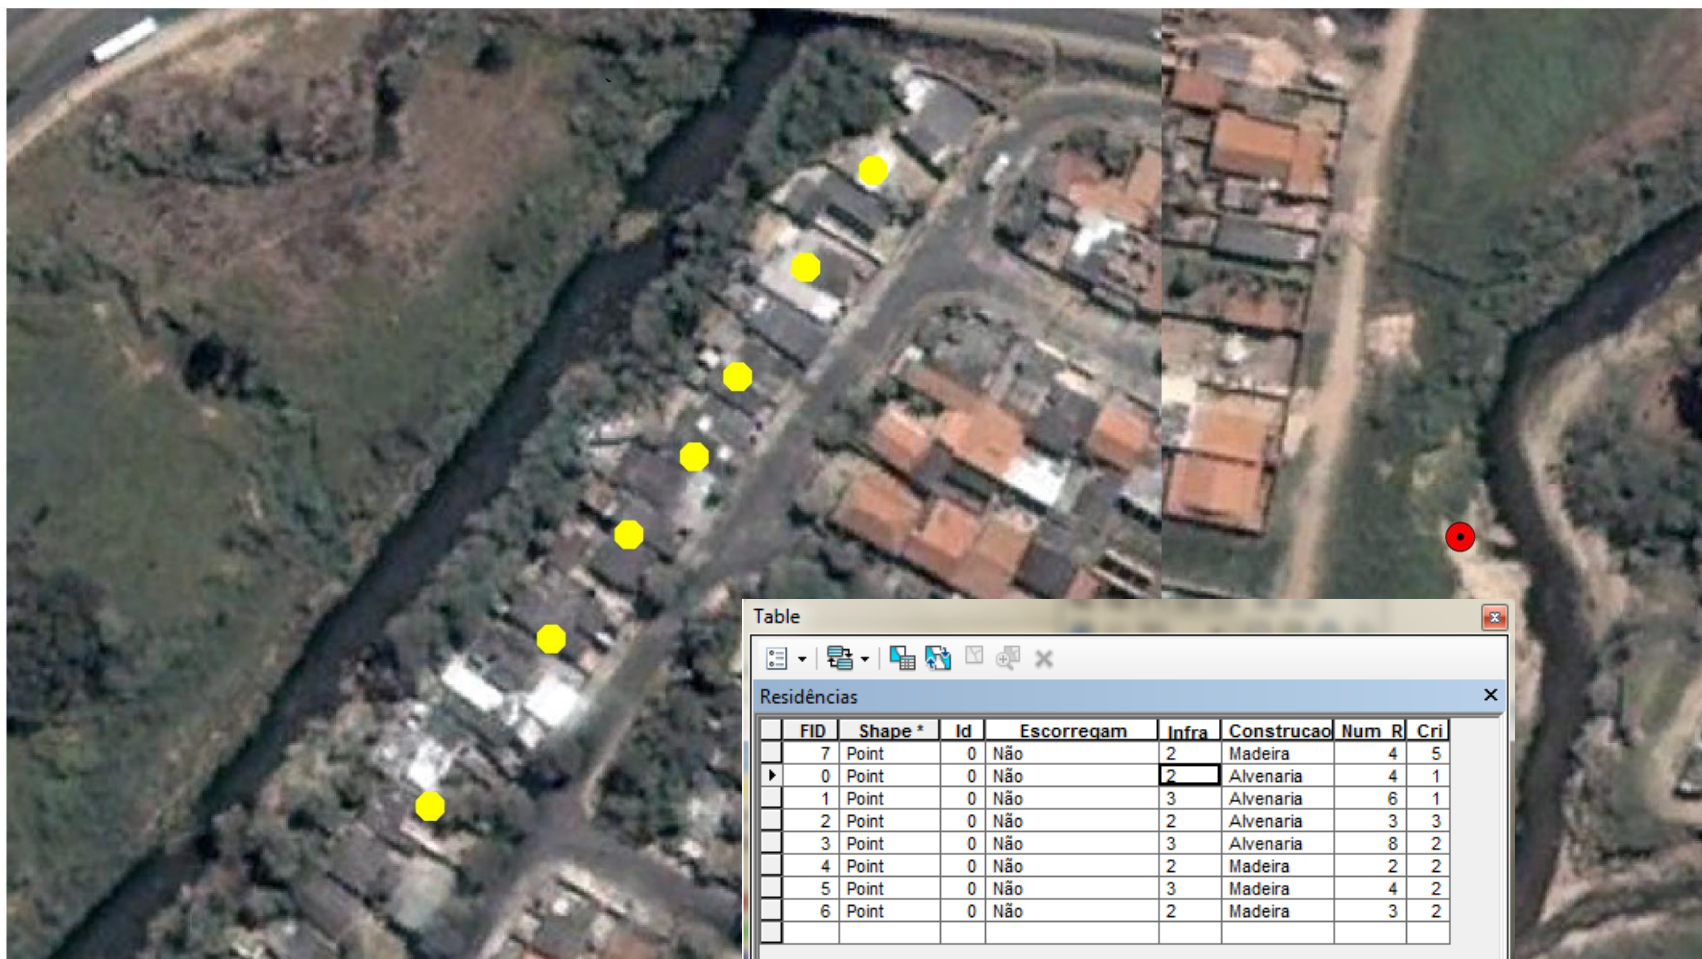 Table
Residências
FID Shape * Id Escorregam Infra Construcao Num R Cri
7 Point 0 Não 2 Madeira 4 5
0 Point 0 Não 2 Alvenaria 4 1
1 Point 0 Não 3 Alvenaria 6 1
2 Point 0 Não 2 Alvenaria 3 3
3 Point 0 Não 3 Alvenaria 8 2
4 Point 0 Não 2 Madeira 2 2
5 Point 0 Não 3 Madeira 4 2
6 Point 0 Não 2 Madeira 3 2